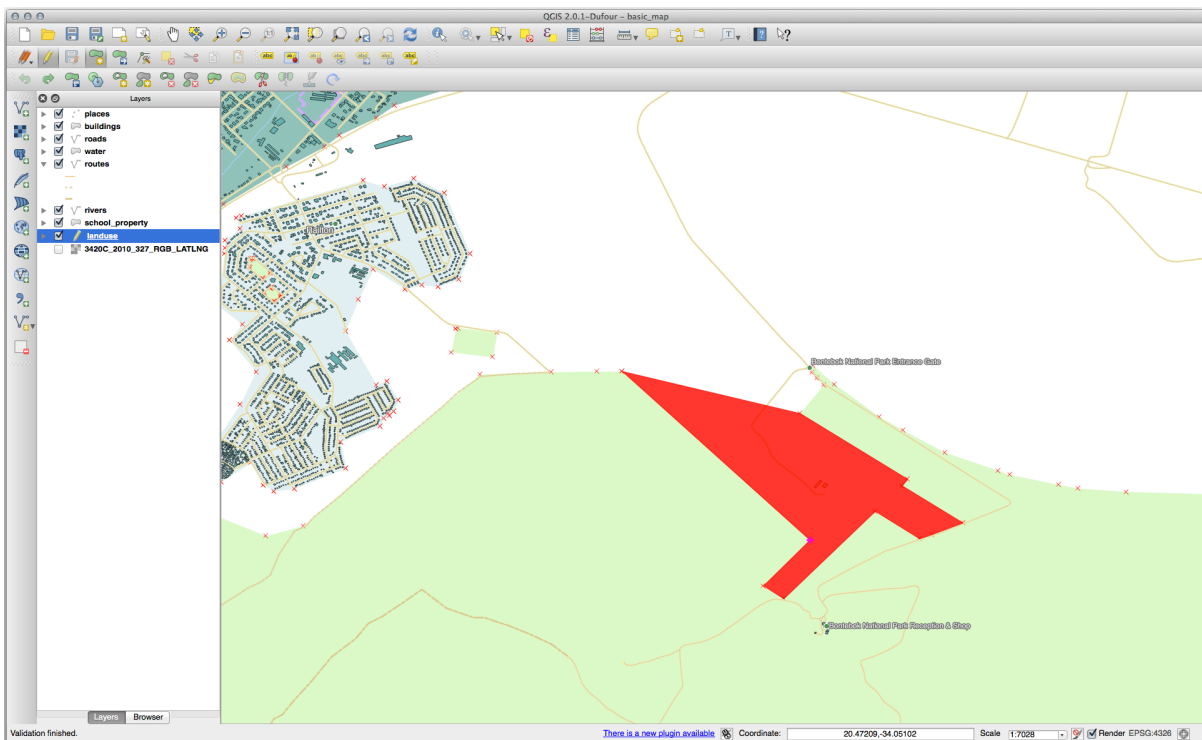 QGIS 2.0.1-Dufour - basic_map
Layers
places
buildings
roads
water
routes
rivers
school_property
landuse
3420C_2010_327_RGB_LATLNG
Railton
Bontebok National Park Entrance Gate
Bontebok National Park Reception & Shop
Layers Browser
Validation finished.
There is a new plugin available
Coordinate: 20.47209,-34.05102
Scale 1:7028
Render EPSG:4326